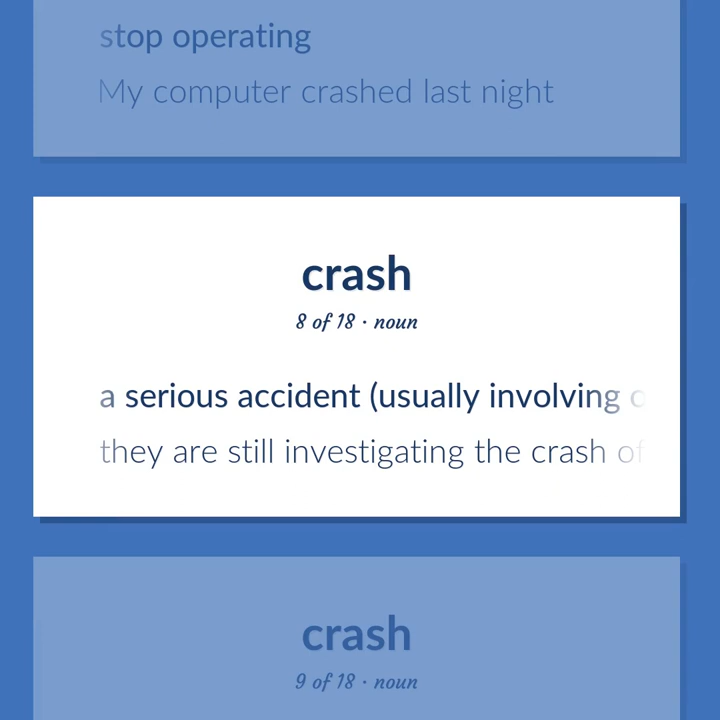 stop operating
My computer crashed last night
crash
8 of 18 · noun
a serious accident (usually involving
they are still investigating the crash of
crash
9 of 18 · noun